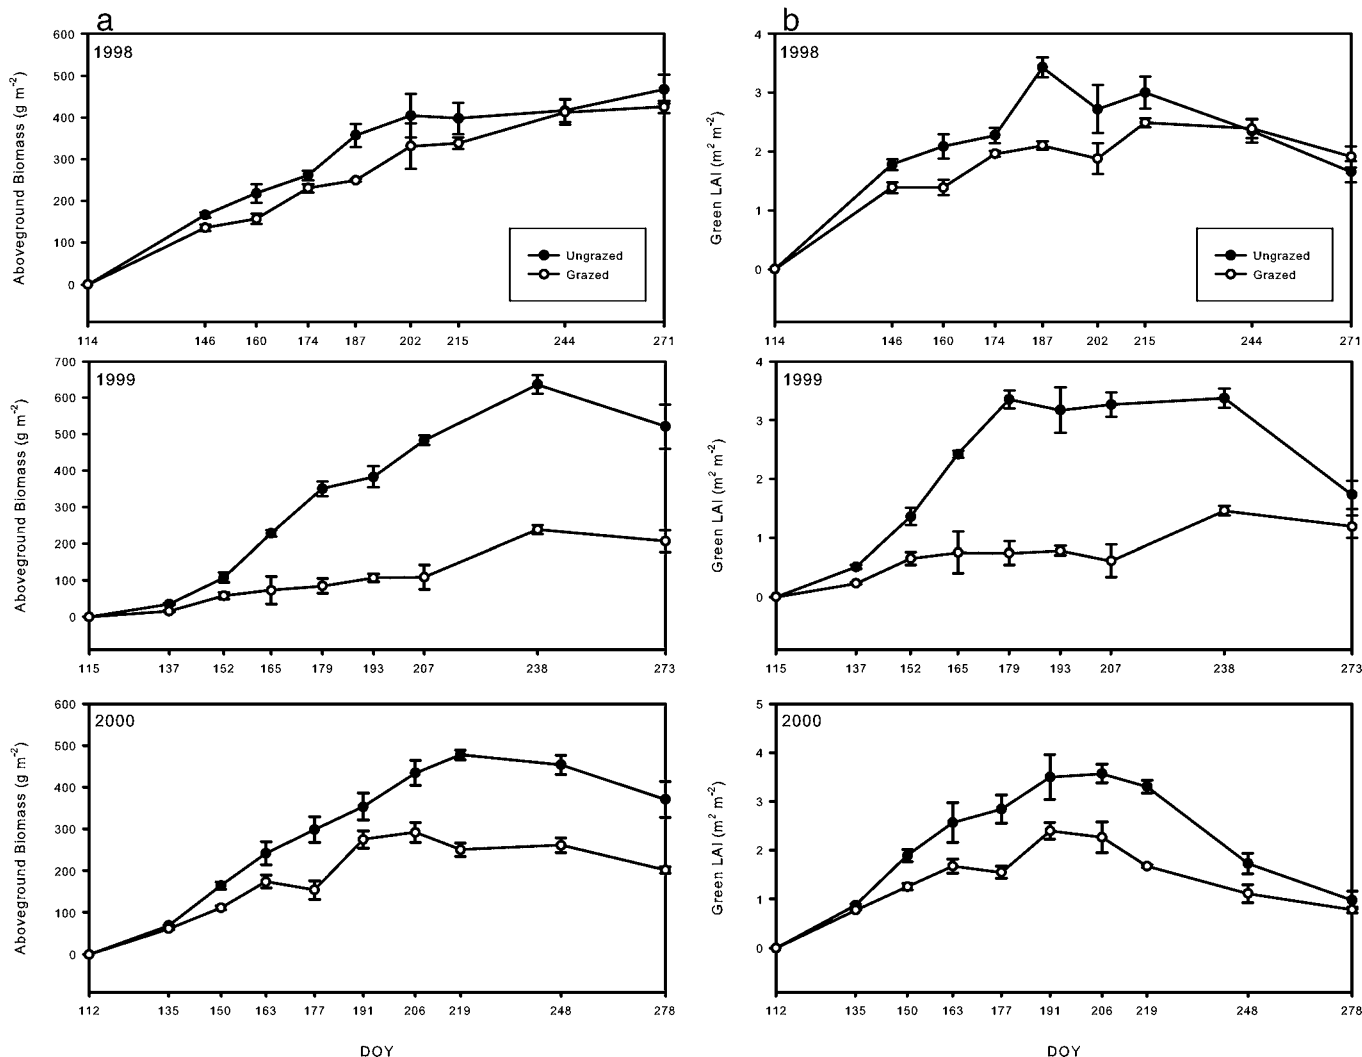 a
Aboveground Biomass (g m⁻²)
600
500
400
300
200
100
0
1998
Ungrazed
Grazed
114 146 160 174 187 202 215 244 271
b
Green LAI (m² m⁻²)
4
3
2
1
0
1998
Ungrazed
Grazed
114 146 160 174 187 202 215 244 271
Aboveground Biomass (g m⁻²)
700
600
500
400
300
200
100
0
1999
115 137 152 165 179 193 207 238 273
Green LAI (m² m⁻²)
4
3
2
1
0
1999
115 137 152 165 179 193 207 238 273
Aboveground Biomass (g m⁻²)
600
500
400
300
200
100
0
2000
112 135 150 163 177 191 206 219 248 278
DOY
Green LAI (m² m⁻²)
5
4
3
2
1
0
2000
112 135 150 163 177 191 206 219 248 278
DOY